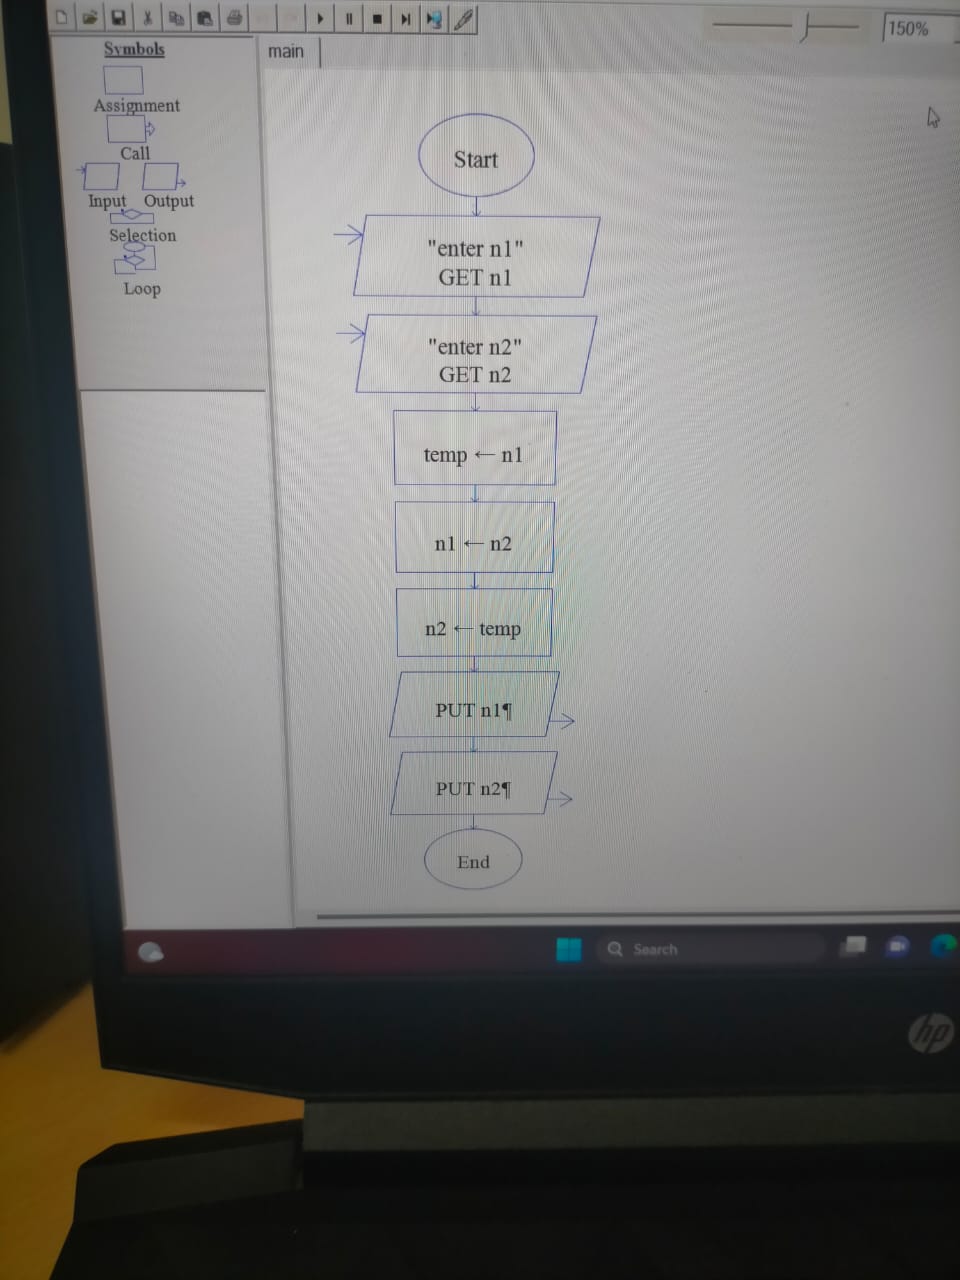 150%
Symbols
main
Assignment
Call
Input Output
Selection
Loop
Start
"enter n1"
GET n1
"enter n2"
GET n2
temp ← n1
n1 ← n2
n2 ← temp
PUT n1¶
PUT n2¶
End
Search
hp